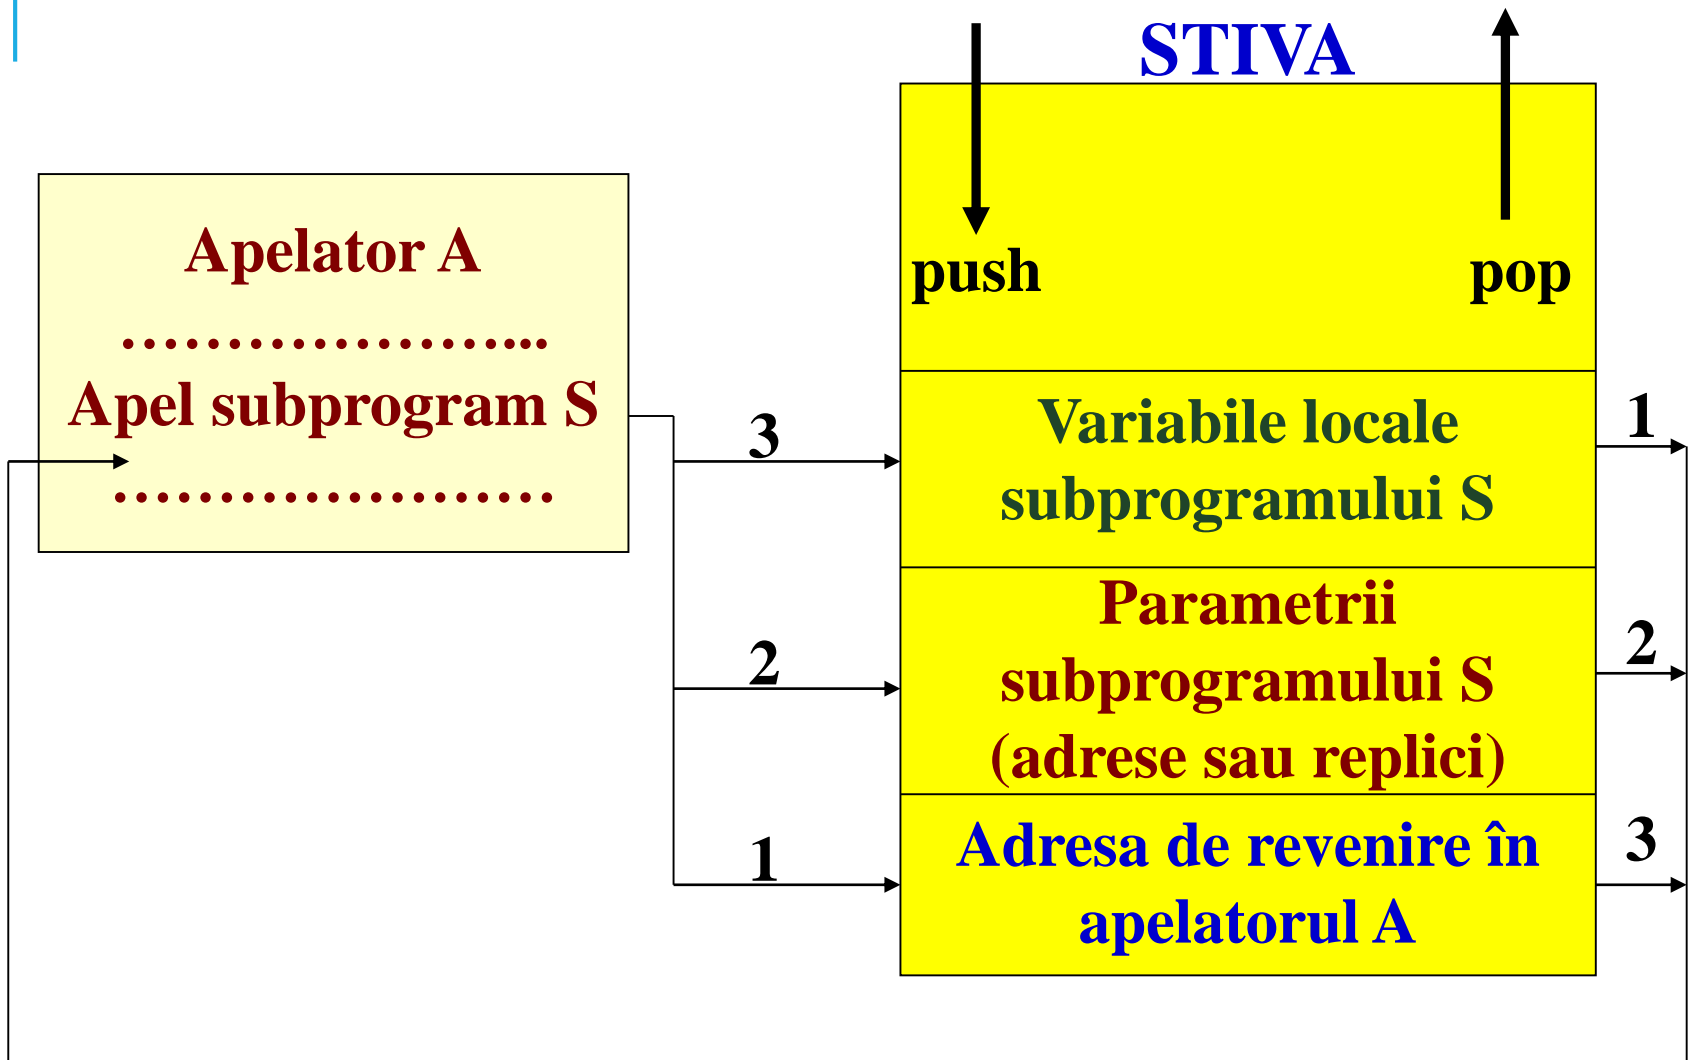 STIVA
push
pop
Apelator A
…………………...
Apel subprogram S
…………………
3
Variabile locale
subprogramului S
1
2
Parametrii
subprogramului S
(adrese sau replici)
2
1
Adresa de revenire în
apelatorul A
3